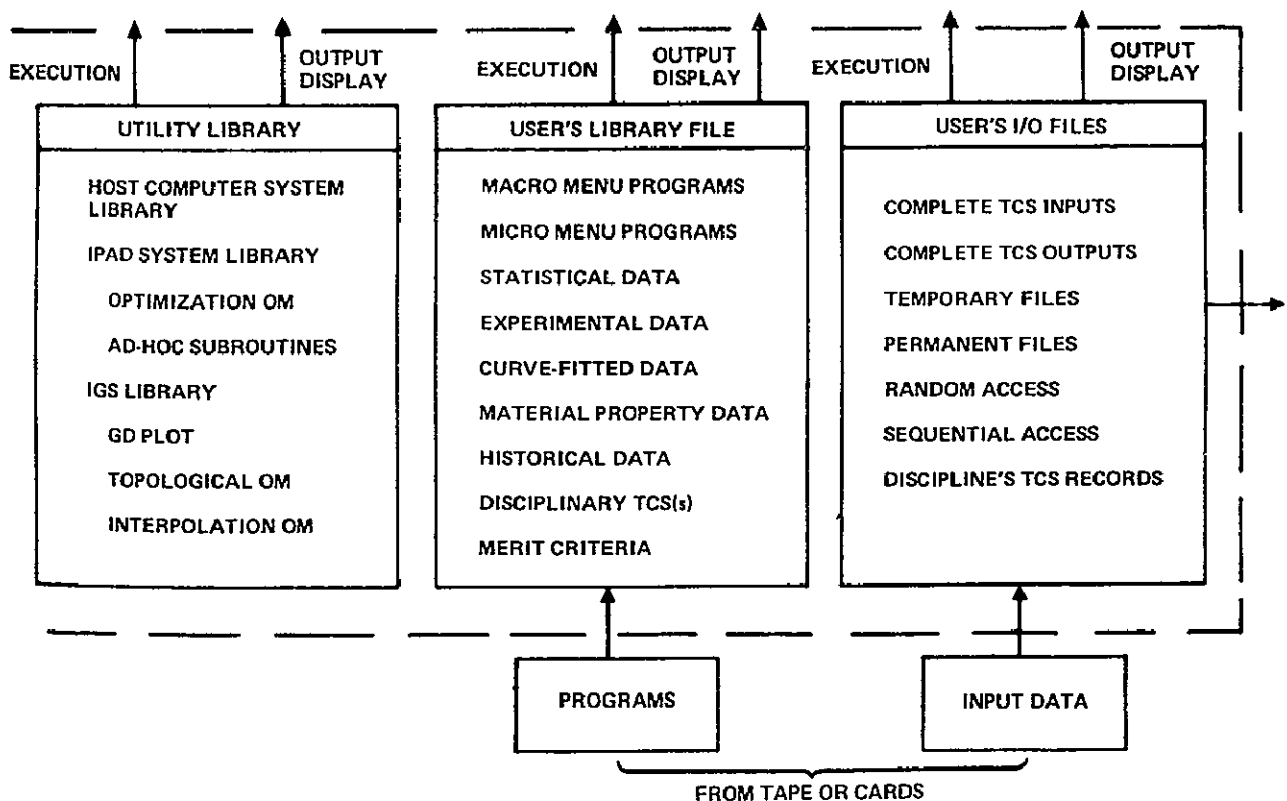 EXECUTION
OUTPUT
DISPLAY
EXECUTION
OUTPUT
DISPLAY
EXECUTION
OUTPUT
DISPLAY
UTILITY LIBRARY
HOST COMPUTER SYSTEM
LIBRARY
IPAD SYSTEM LIBRARY
OPTIMIZATION OM
AD-HOC SUBROUTINES
IGS LIBRARY
GD PLOT
TOPOLOGICAL OM
INTERPOLATION OM
USER'S LIBRARY FILE
MACRO MENU PROGRAMS
MICRO MENU PROGRAMS
STATISTICAL DATA
EXPERIMENTAL DATA
CURVE-FITTED DATA
MATERIAL PROPERTY DATA
HISTORICAL DATA
DISCIPLINARY TCS(s)
MERIT CRITERIA
USER'S I/O FILES
COMPLETE TCS INPUTS
COMPLETE TCS OUTPUTS
TEMPORARY FILES
PERMANENT FILES
RANDOM ACCESS
SEQUENTIAL ACCESS
DISCIPLINE'S TCS RECORDS
PROGRAMS
INPUT DATA
FROM TAPE OR CARDS